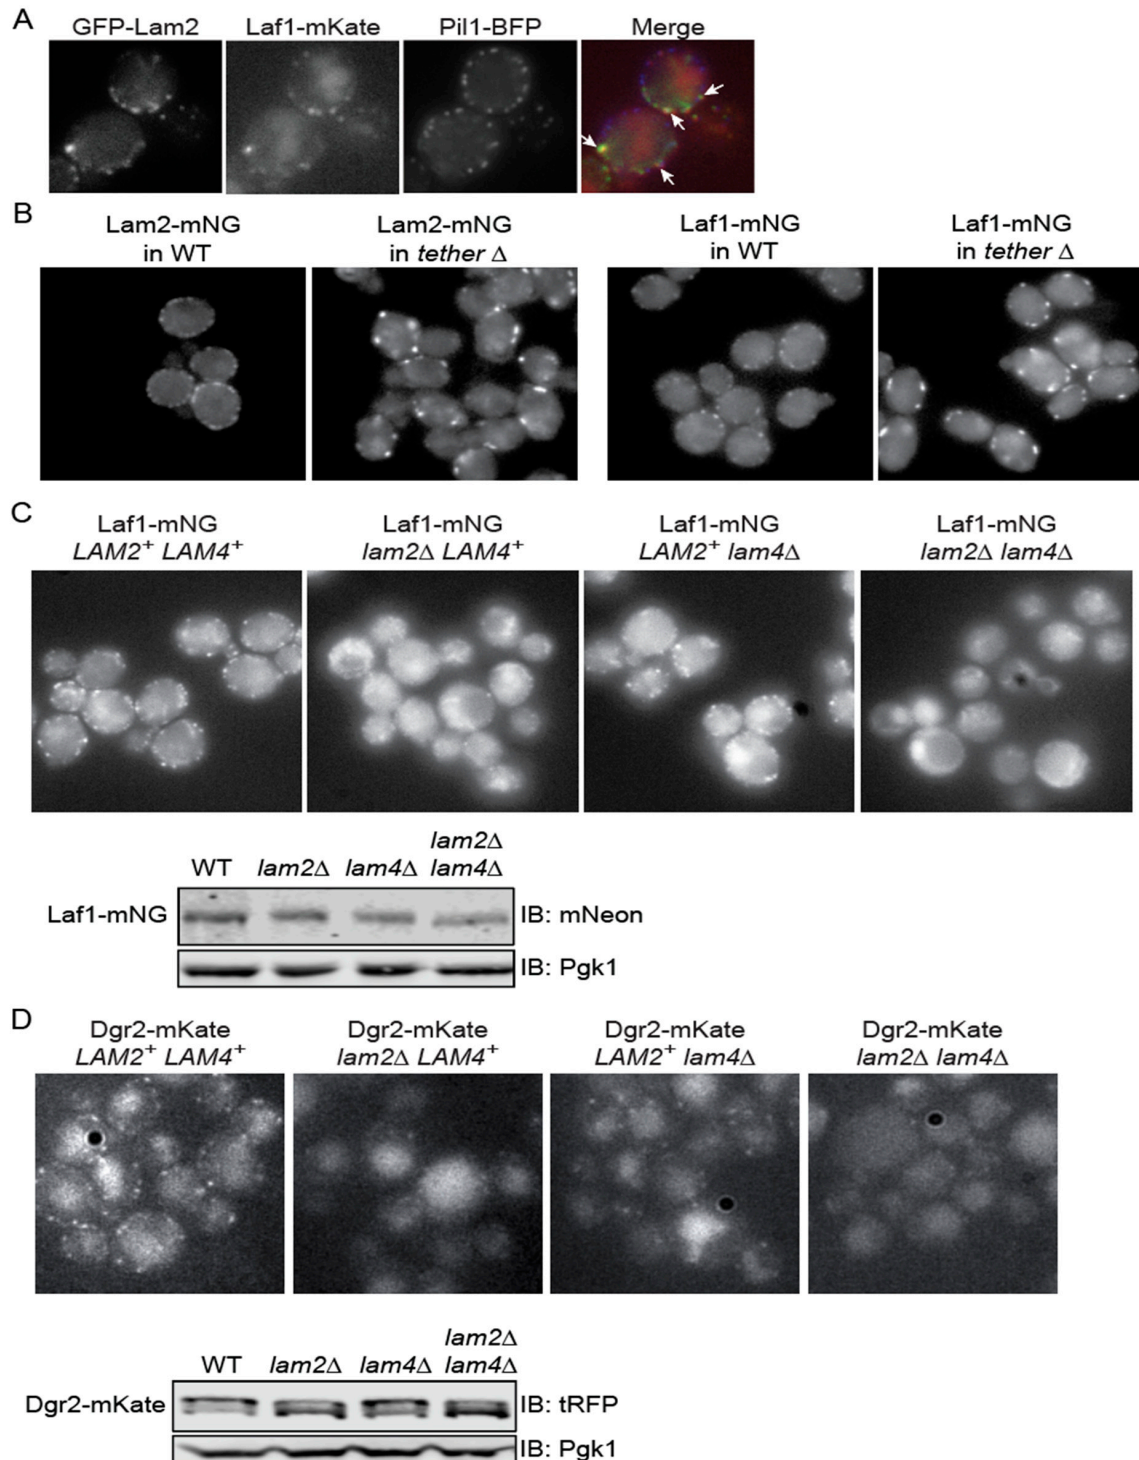 A
GFP-Lam2 Laf1-mKate Pil1-BFP Merge
B
Lam2-mNG
in WT
Lam2-mNG
in tether Δ
Laf1-mNG
in WT
Laf1-mNG
in tether Δ
C
Laf1-mNG
LAM2⁺ LAM4⁺
Laf1-mNG
lam2Δ LAM4⁺
Laf1-mNG
LAM2⁺ lam4Δ
Laf1-mNG
lam2Δ lam4Δ
WT lam2Δ lam4Δ lam2Δ
lam4Δ
Laf1-mNG IB: mNeon
IB: Pgk1
D
Dgr2-mKate
LAM2⁺ LAM4⁺
Dgr2-mKate
lam2Δ LAM4⁺
Dgr2-mKate
LAM2⁺ lam4Δ
Dgr2-mKate
lam2Δ lam4Δ
WT lam2Δ lam4Δ lam2Δ
lam4Δ
Dgr2-mKate IB: tRFP
IB: Pgk1